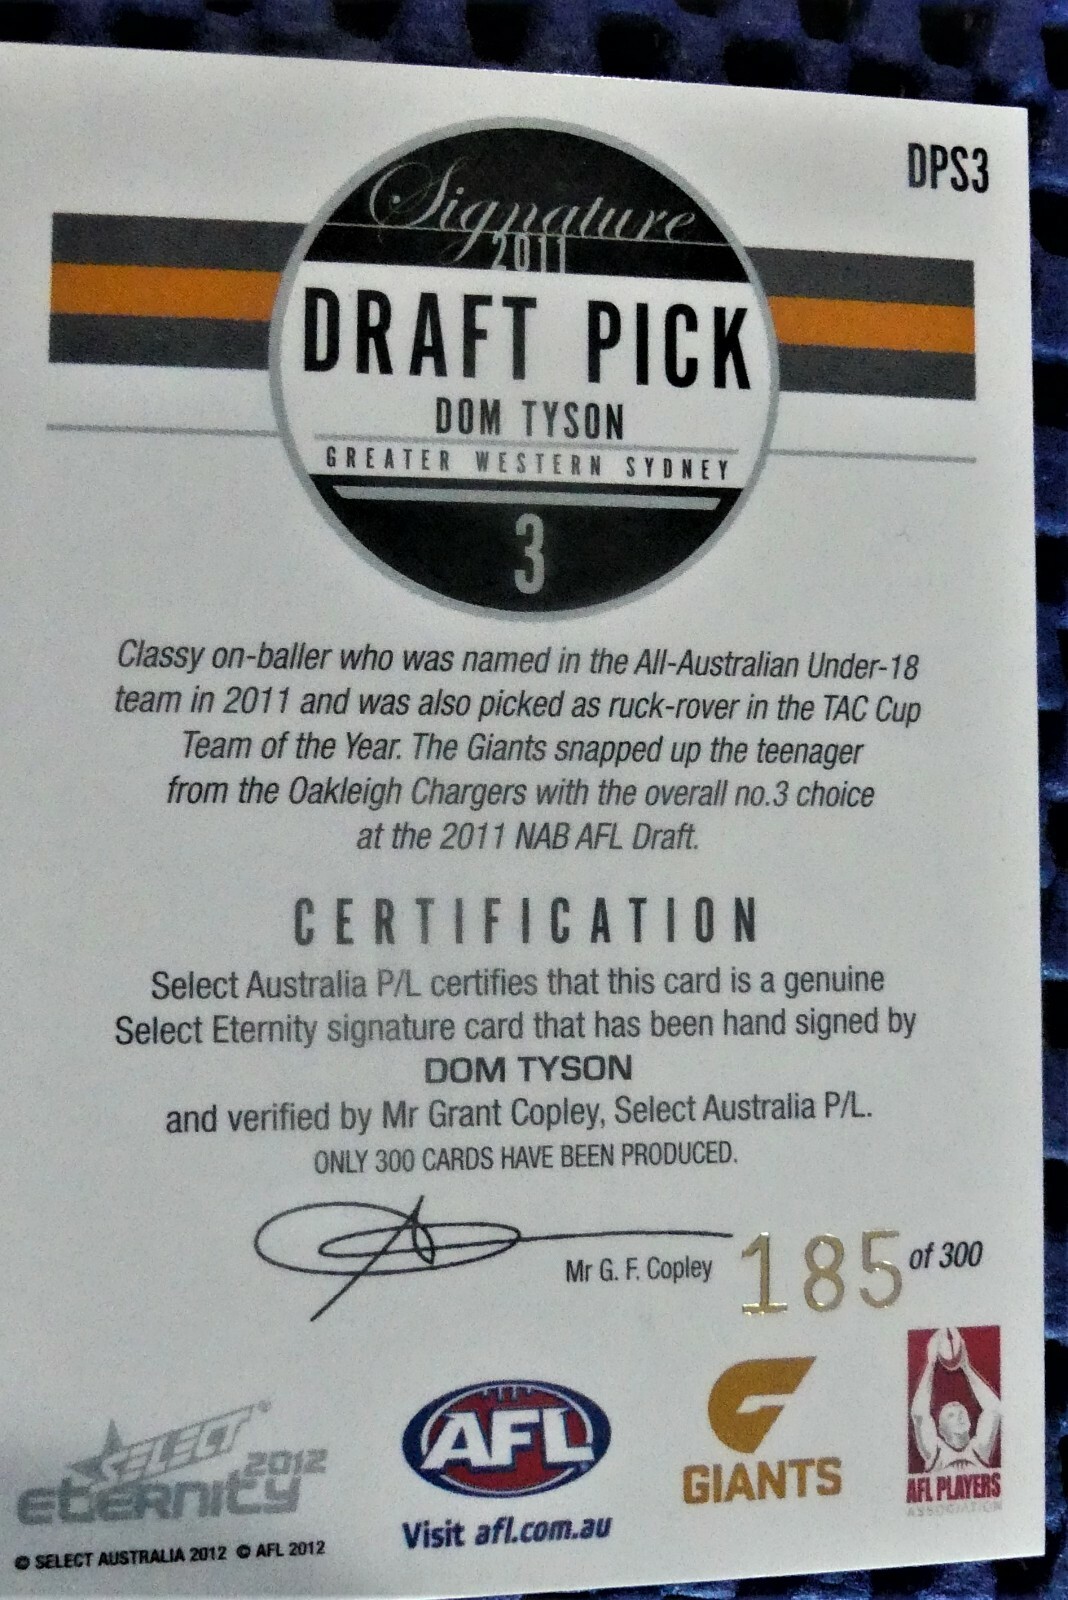 DPS3
Signature
2011
DRAFT PICK
DOM TYSON
GREATER WESTERN SYDNEY
3
Classy on-baller who was named in the All-Australian Under-18
team in 2011 and was also picked as ruck-rover in the TAC Cup
Team of the Year. The Giants snapped up the teenager
from the Oakleigh Chargers with the overall no.3 choice
at the 2011 NAB AFL Draft.
CERTIFICATION
Select Australia P/L certifies that this card is a genuine
Select Eternity signature card that has been hand signed by
DOM TYSON
and verified by Mr Grant Copley, Select Australia P/L.
ONLY 300 CARDS HAVE BEEN PRODUCED.
Mr G. F. Copley
185 of 300
SELECT
2012
eternity
© SELECT AUSTRALIA 2012 © AFL 2012
AFL
Visit afl.com.au
G
GIANTS
AFL PLAYERS
ASSOCIATION